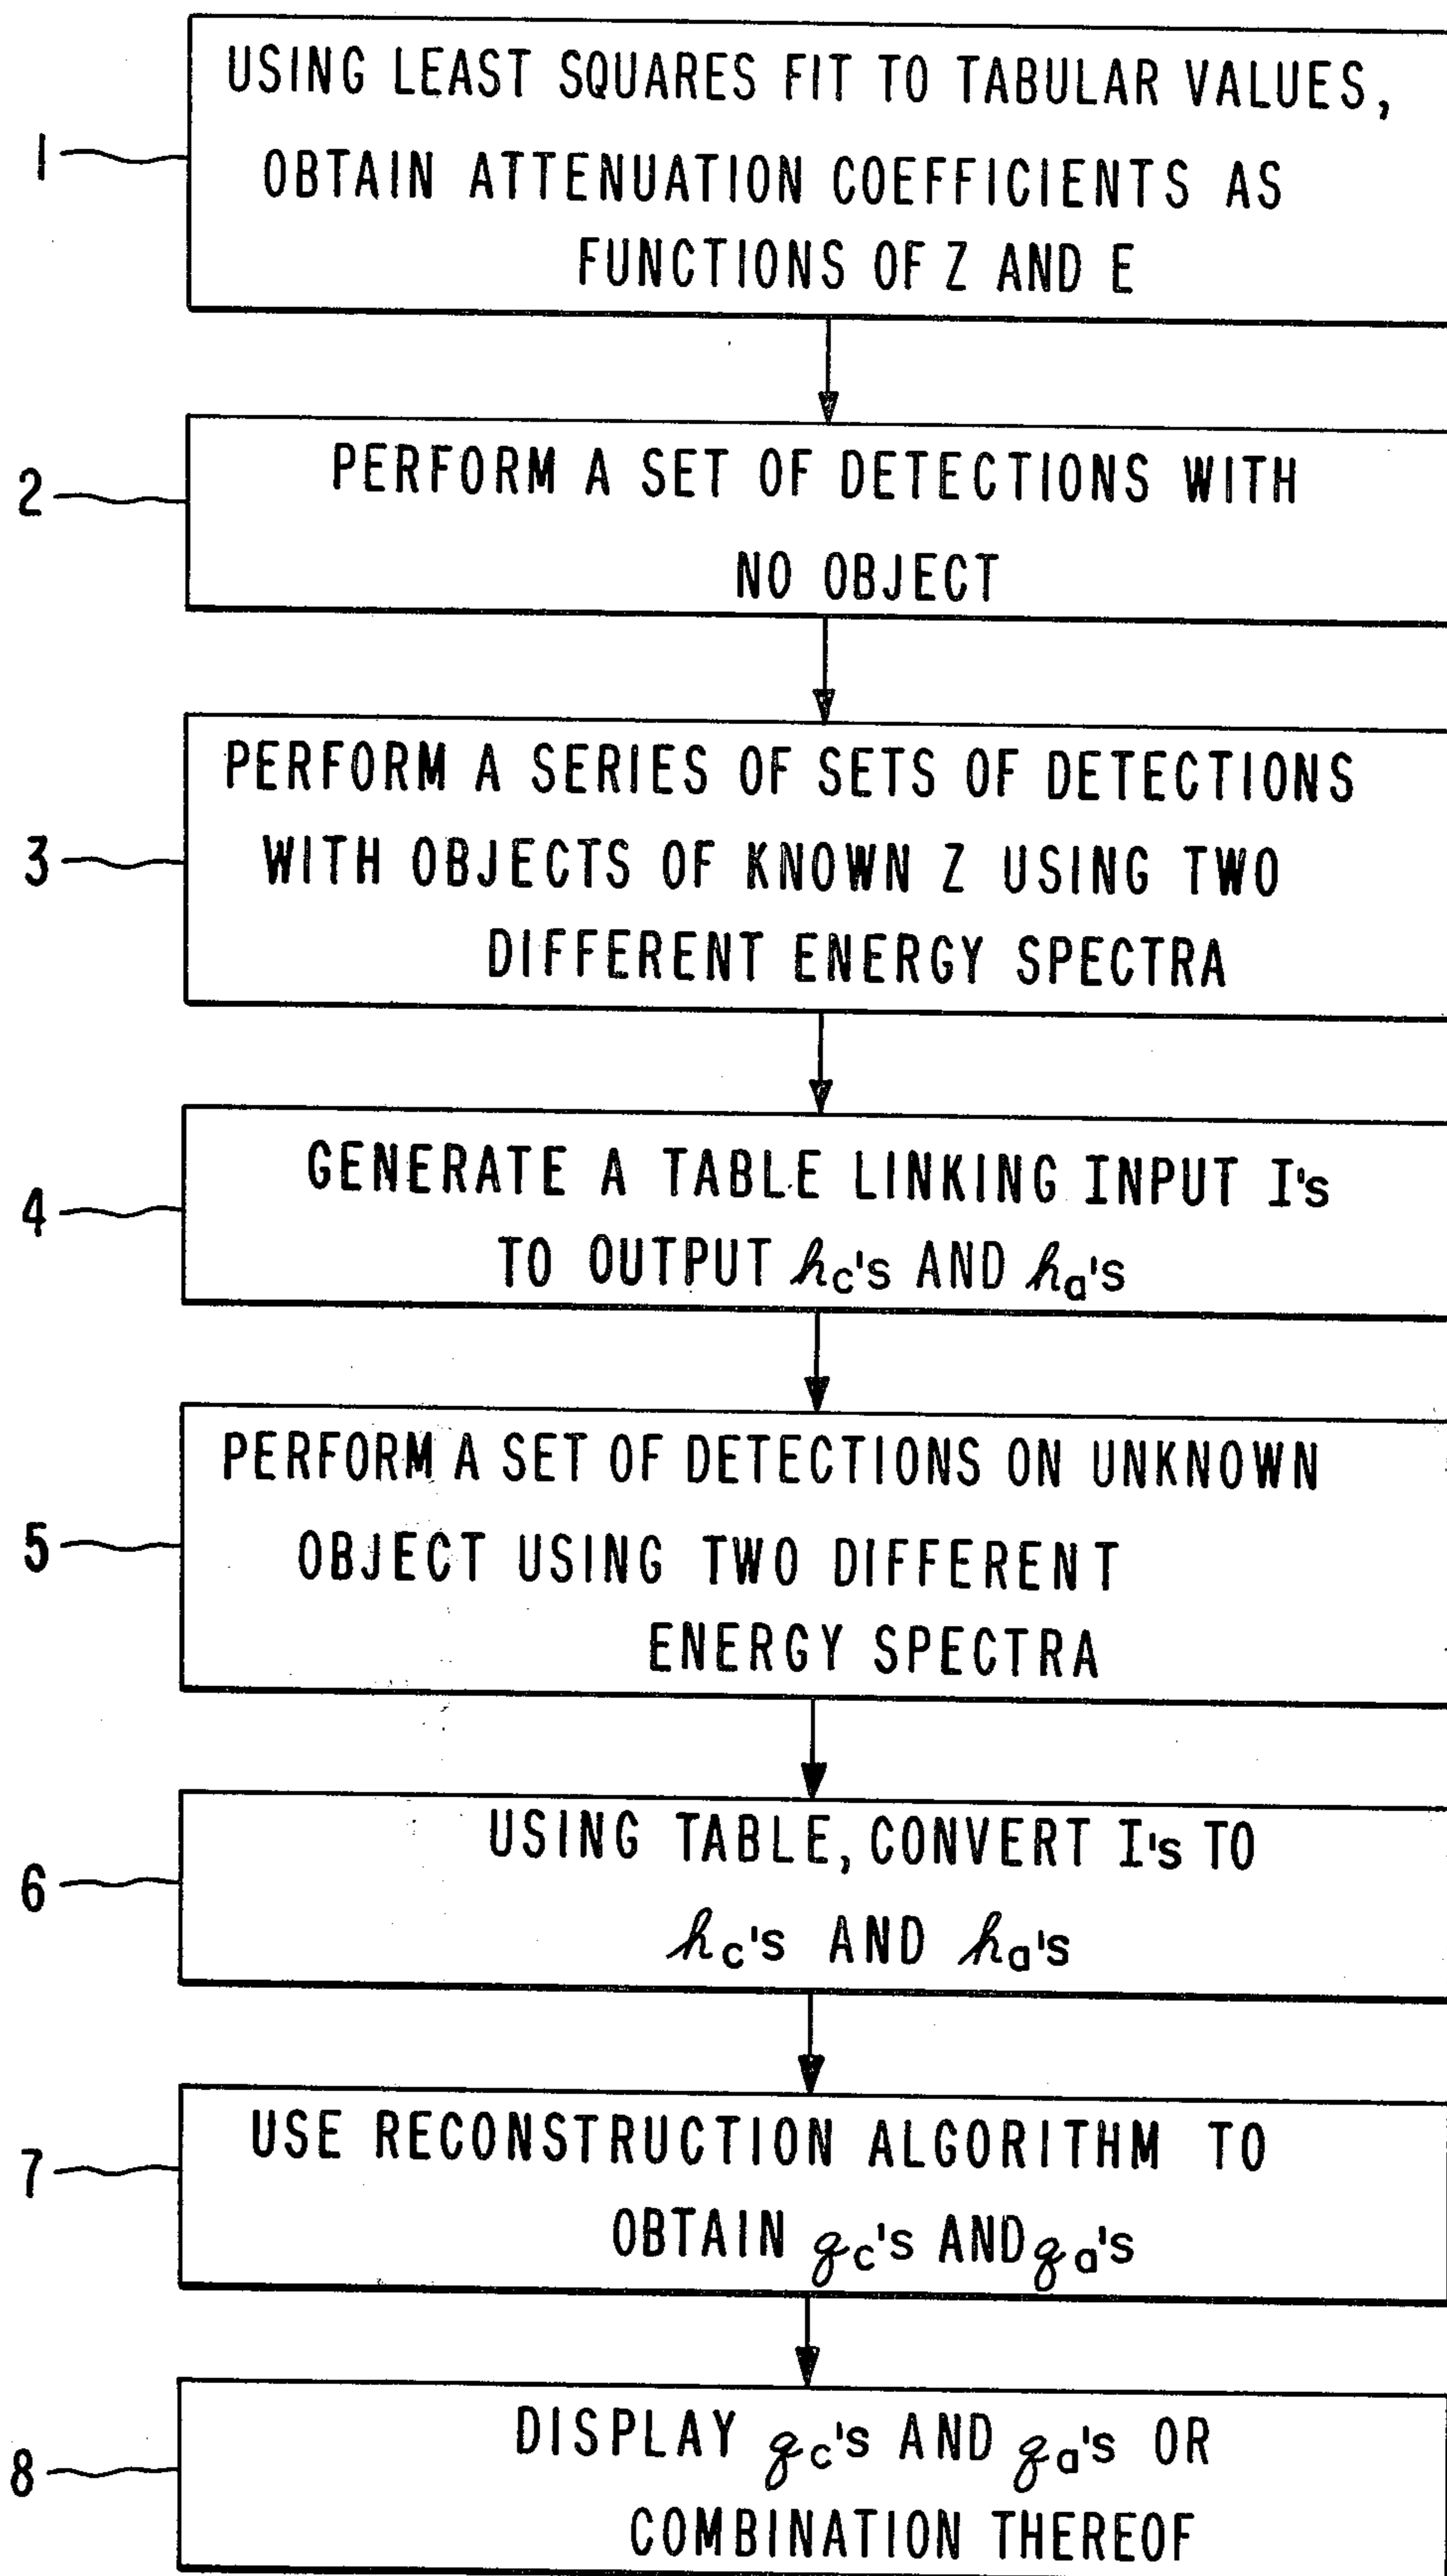 USING LEAST SQUARES FIT TO TABULAR VALUES,
1
OBTAIN ATTENUATION COEFFICIENTS AS
FUNCTIONS OF Z AND E
PERFORM A SET OF DETECTIONS WITH
2
NO OBJECT
PERFORM A SERIES OF SETS OF DETECTIONS
3
WITH OBJECTS OF KNOWN Z USING TWO
DIFFERENT ENERGY SPECTRA
GENERATE A TABLE LINKING INPUT I's
4
TO OUTPUT hc's AND ha's
PERFORM A SET OF DETECTIONS ON UNKNOWN
5
OBJECT USING TWO DIFFERENT
ENERGY SPECTRA
USING TABLE, CONVERT I's TO
6
hc's AND ha's
USE RECONSTRUCTION ALGORITHM TO
7
OBTAIN gc's AND ga's
DISPLAY gc's AND ga's OR
8
COMBINATION THEREOF